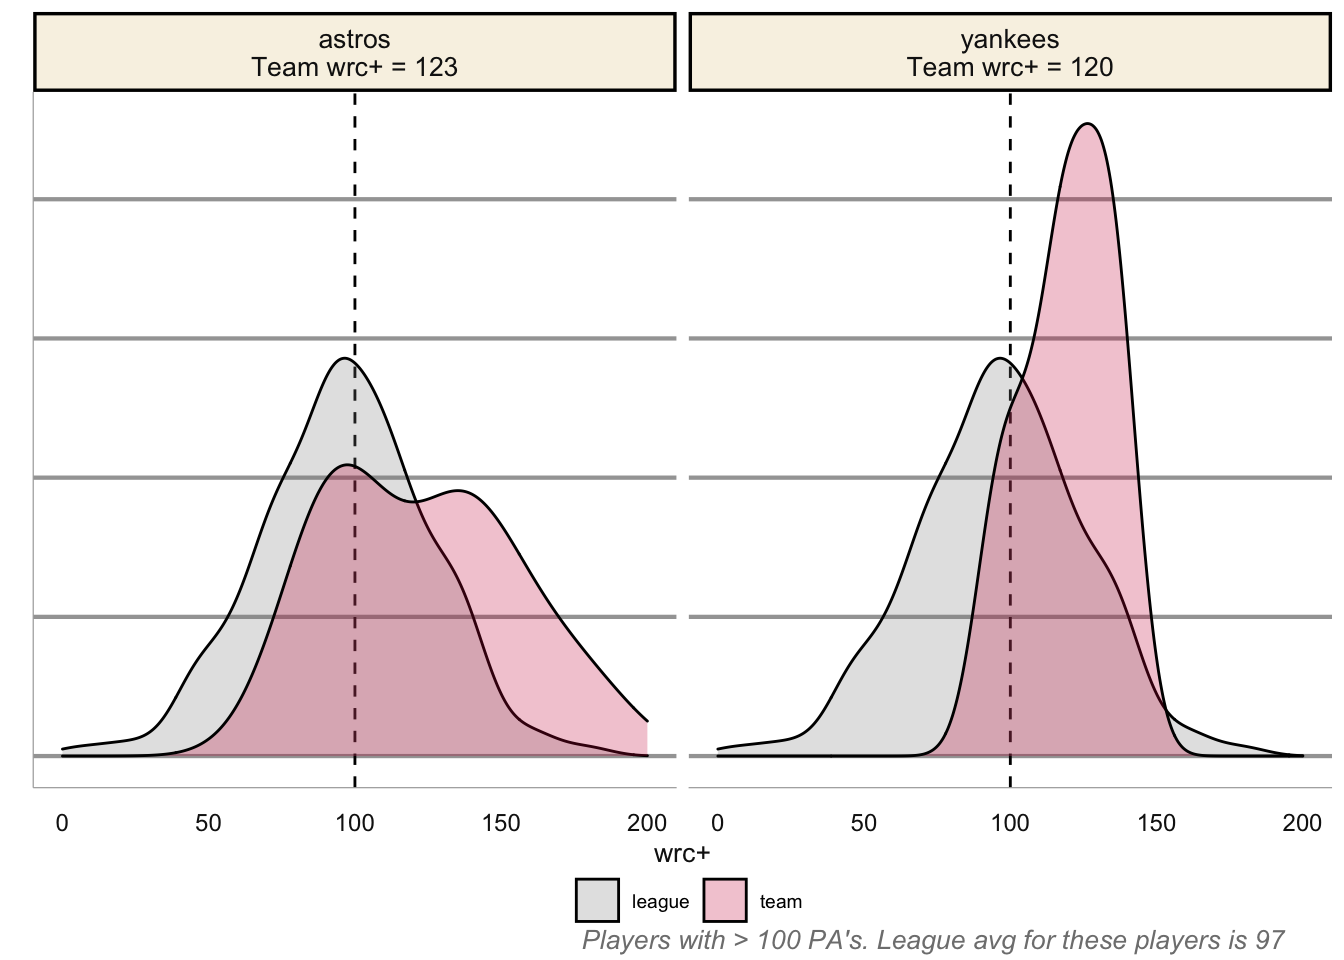 astros
Team wrc+ = 123
yankees
Team wrc+ = 120
0 50 100 150 200
0 50 100 150 200
wrc+
league team
Players with > 100 PA's. League avg for these players is 97